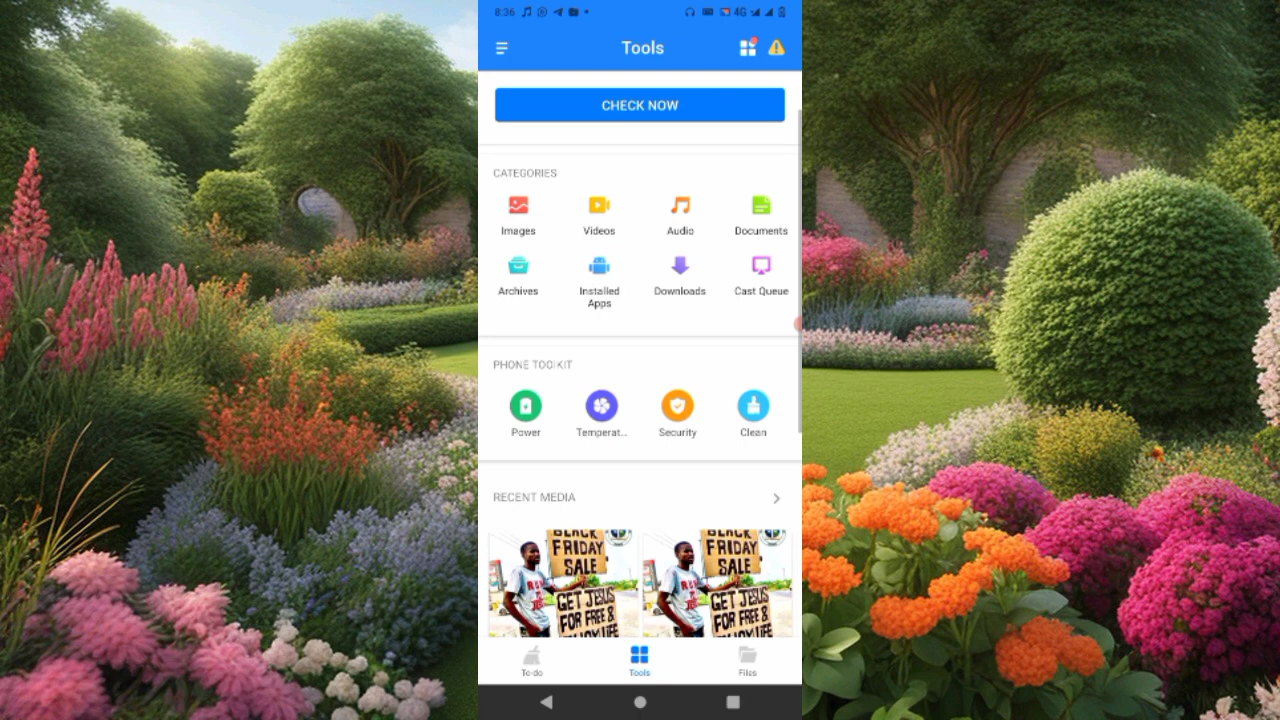 8:36 4G
Tools
CHECK NOW
CATEGORIES
Images Videos Audio Documents
Archives Installed Apps Downloads Cast Queue
PHONE TOOLKIT
Power Temperat... Security Clean
RECENT MEDIA
BLACK BLACK
FRIDAY FRIDAY
SALE SALE
GET JESUS GET JESUS
FOR FREE & FOR FREE &
To-do Tools Files